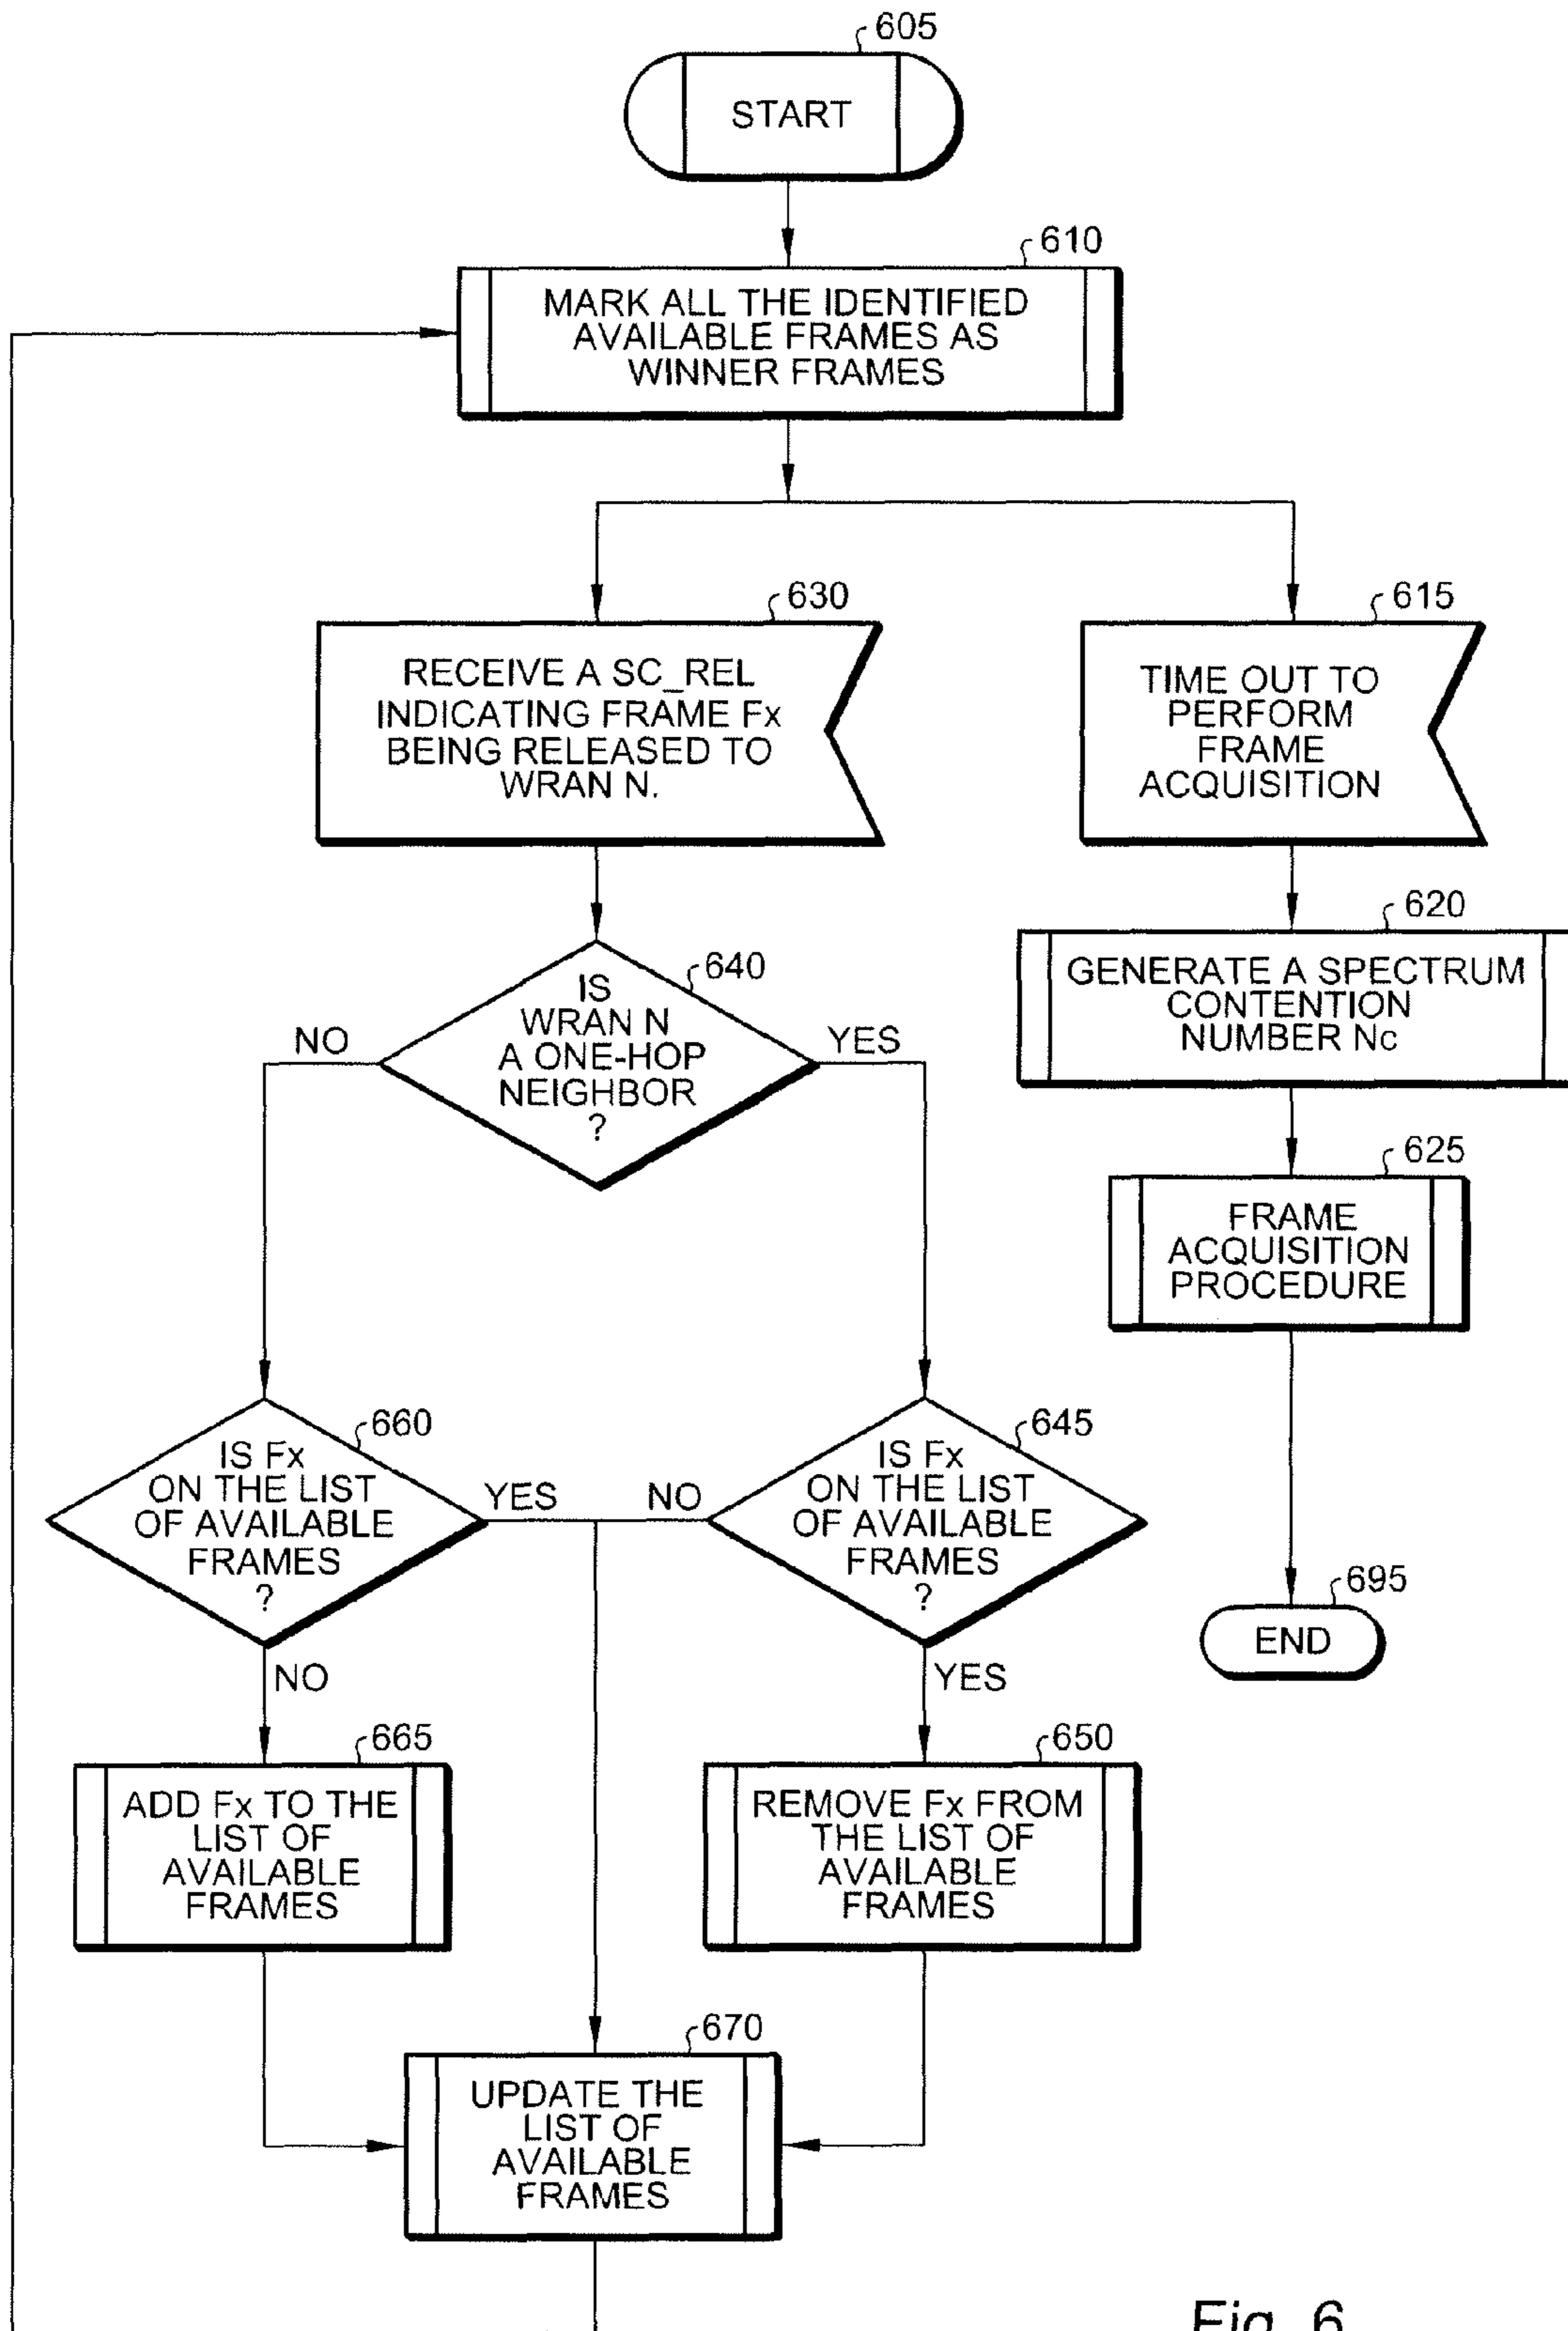 605
START
610
MARK ALL THE IDENTIFIED
AVAILABLE FRAMES AS
WINNER FRAMES
630
RECEIVE A SC_REL
INDICATING FRAME Fx
BEING RELEASED TO
WRAN N.
615
TIME OUT TO
PERFORM
FRAME
ACQUISITION
620
GENERATE A SPECTRUM
CONTENTION
NUMBER Nc
640
IS
WRAN N
A ONE-HOP
NEIGHBOR
?
NO
YES
625
FRAME
ACQUISITION
PROCEDURE
660
IS Fx
ON THE LIST
OF AVAILABLE
FRAMES
?
YES
NO
645
IS Fx
ON THE LIST
OF AVAILABLE
FRAMES
?
NO
YES
695
END
665
ADD Fx TO THE
LIST OF
AVAILABLE
FRAMES
650
REMOVE Fx FROM
THE LIST OF
AVAILABLE
FRAMES
670
UPDATE THE
LIST OF
AVAILABLE
FRAMES
Fig. 6